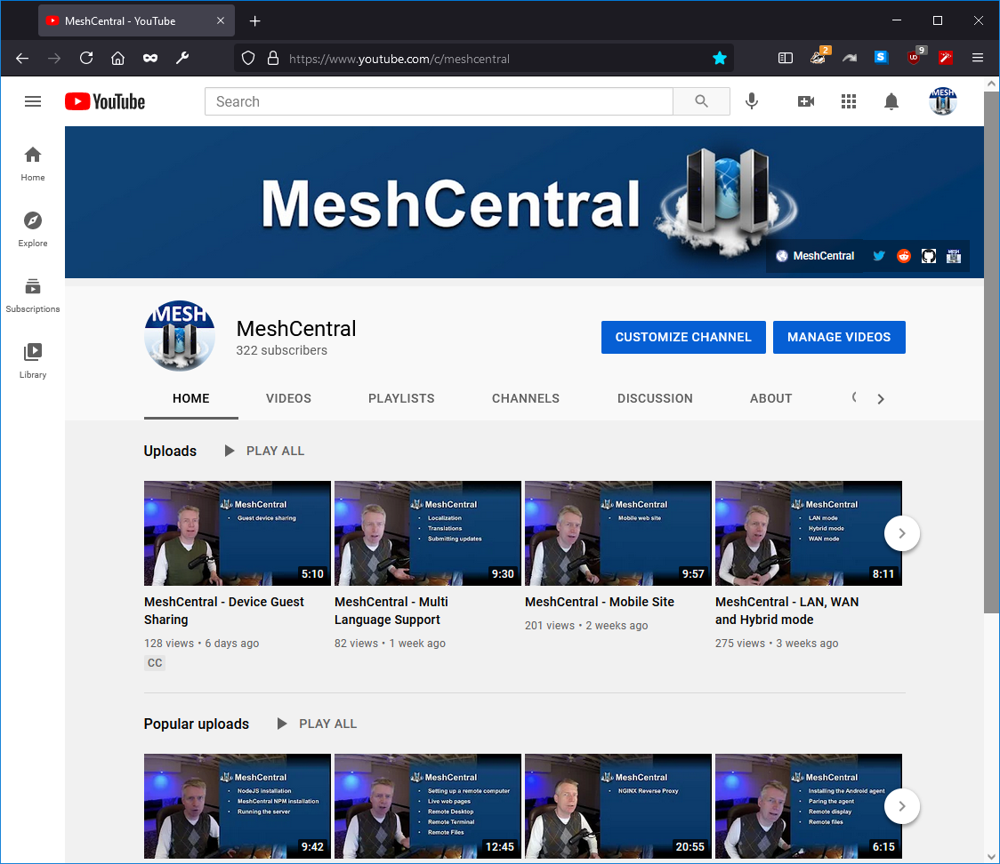 MeshCentral - YouTube
https://www.youtube.com/c/meshcentral
2
S
UD
9
YouTube
Search
MESH
Home
Explore
Subscriptions
Library
MeshCentral
MeshCentral
MESH
MESH
MeshCentral
322 subscribers
CUSTOMIZE CHANNEL
MANAGE VIDEOS
HOME
VIDEOS
PLAYLISTS
CHANNELS
DISCUSSION
ABOUT
Uploads
PLAY ALL
MeshCentral
• Guest device sharing
5:10
MeshCentral - Device Guest
Sharing
128 views • 6 days ago
CC
MeshCentral
• Localization
• Translations
• Submitting updates
9:30
MeshCentral - Multi
Language Support
82 views • 1 week ago
MeshCentral
• Mobile web site
9:57
MeshCentral - Mobile Site
201 views • 2 weeks ago
MeshCentral
• LAN mode
• Hybrid mode
• WAN mode
8:11
MeshCentral - LAN, WAN
and Hybrid mode
275 views • 3 weeks ago
Popular uploads
PLAY ALL
MeshCentral
• NodeJS installation
• MeshCentral NPM installation
• Running the server
9:42
MeshCentral
• Setting up a remote computer
• Live web pages
• Remote Desktop
• Remote Terminal
• Remote Files
12:45
MeshCentral
• NGINX Reverse Proxy
20:55
MeshCentral
• Installing the Android agent
• Paring the agent
• Remote display
• Remote files
6:15